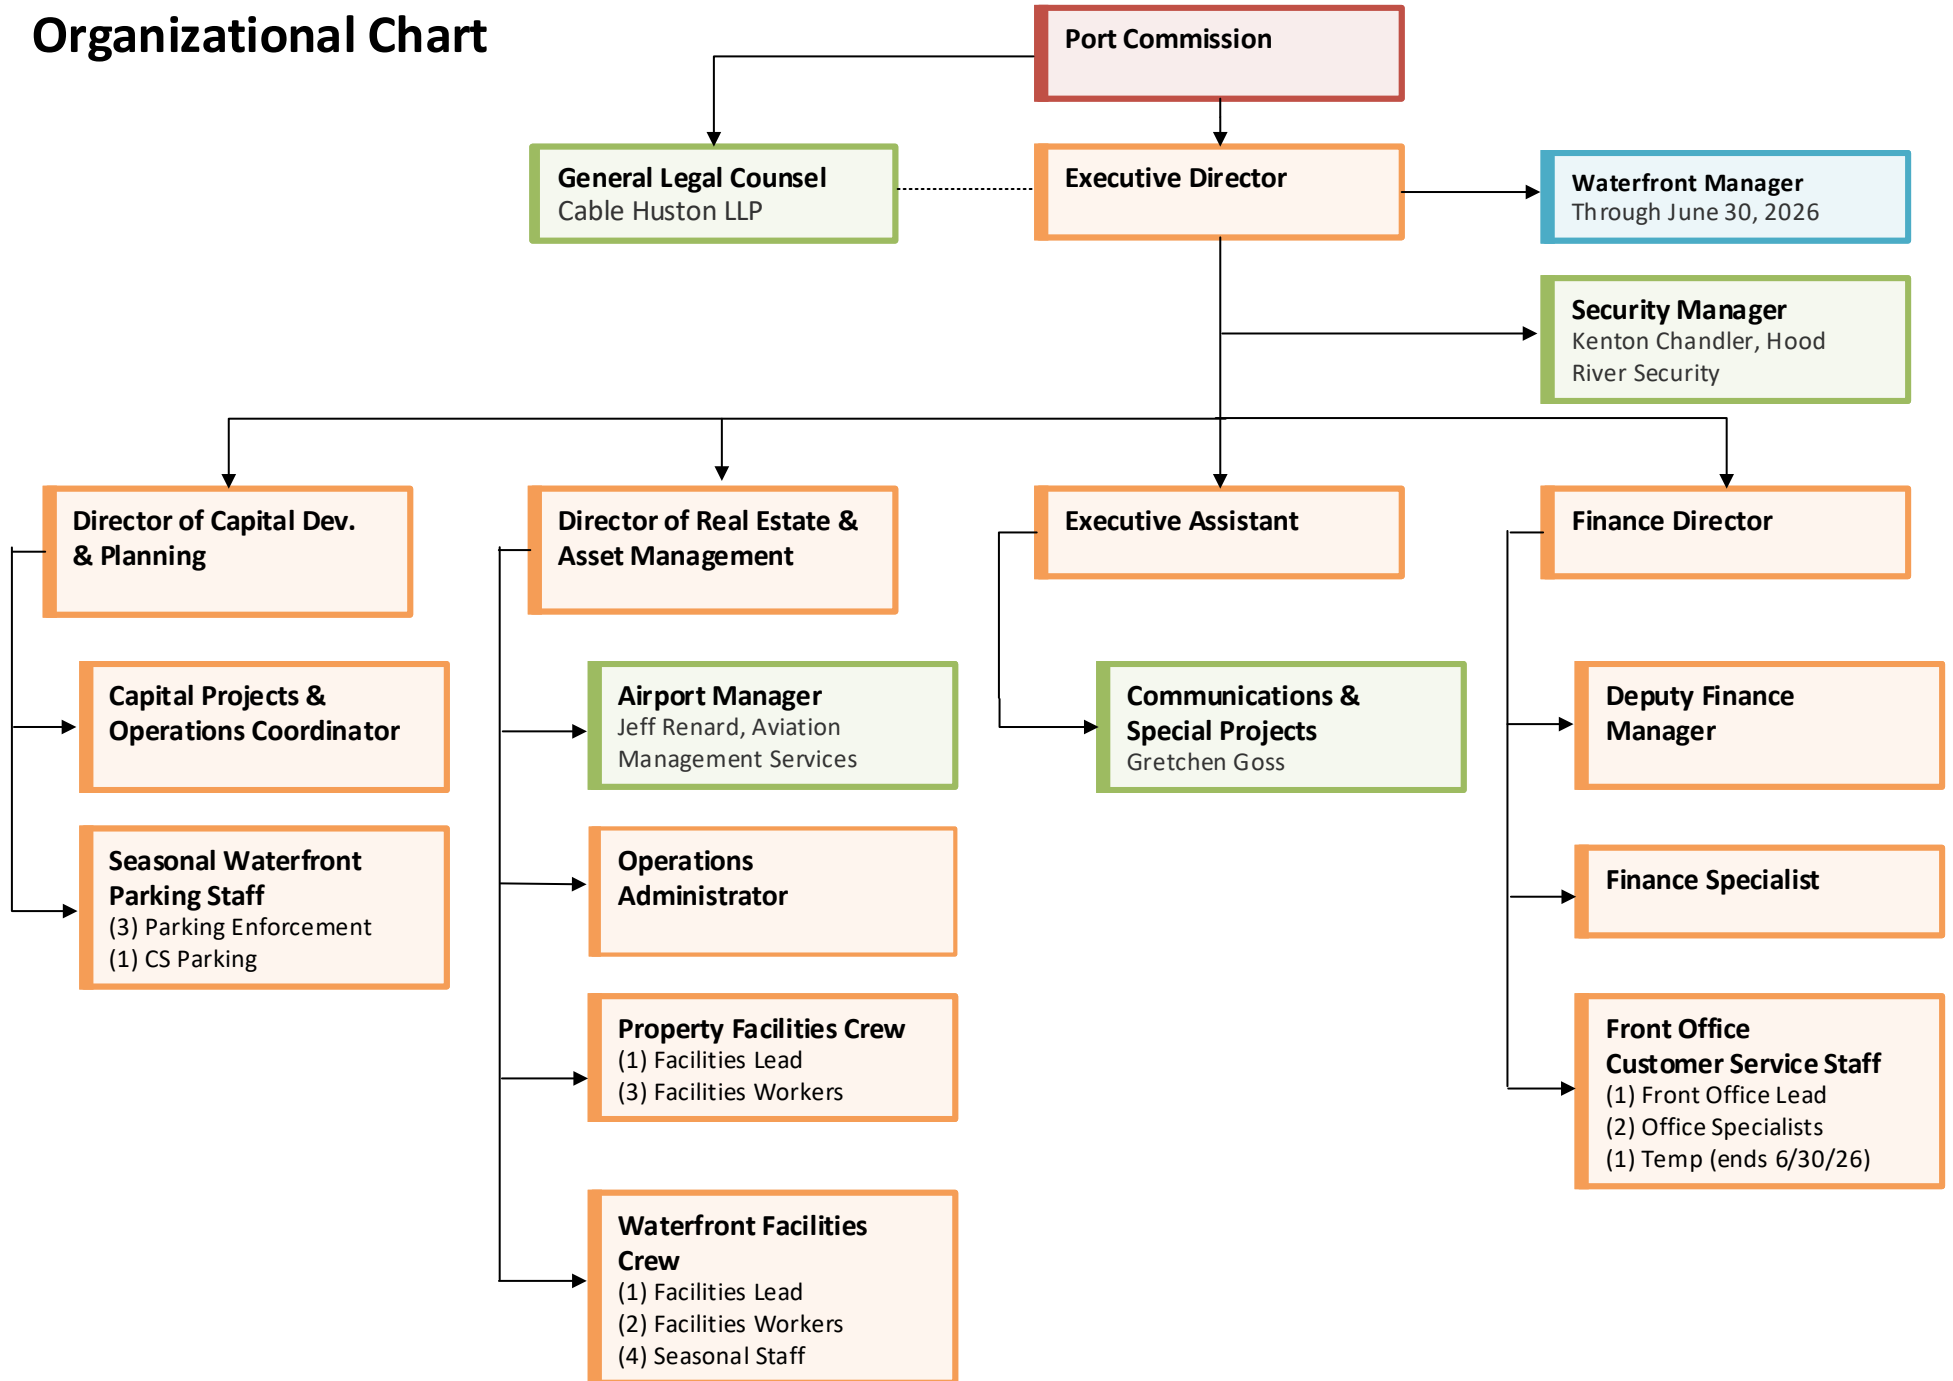 Organizational Chart
Port Commission
General Legal Counsel
Cable Huston LLP
Executive Director
Waterfront Manager
Through June 30, 2026
Security Manager
Kenton Chandler, Hood
River Security
Director of Capital Dev.
& Planning
Director of Real Estate &
Asset Management
Executive Assistant
Finance Director
Capital Projects &
Operations Coordinator
Airport Manager
Jeff Renard, Aviation
Management Services
Communications &
Special Projects
Gretchen Goss
Deputy Finance
Manager
Seasonal Waterfront
Parking Staff
(3) Parking Enforcement
(1) CS Parking
Operations
Administrator
Finance Specialist
Property Facilities Crew
(1) Facilities Lead
(3) Facilities Workers
Front Office
Customer Service Staff
(1) Front Office Lead
(2) Office Specialists
(1) Temp (ends 6/30/26)
Waterfront Facilities
Crew
(1) Facilities Lead
(2) Facilities Workers
(4) Seasonal Staff